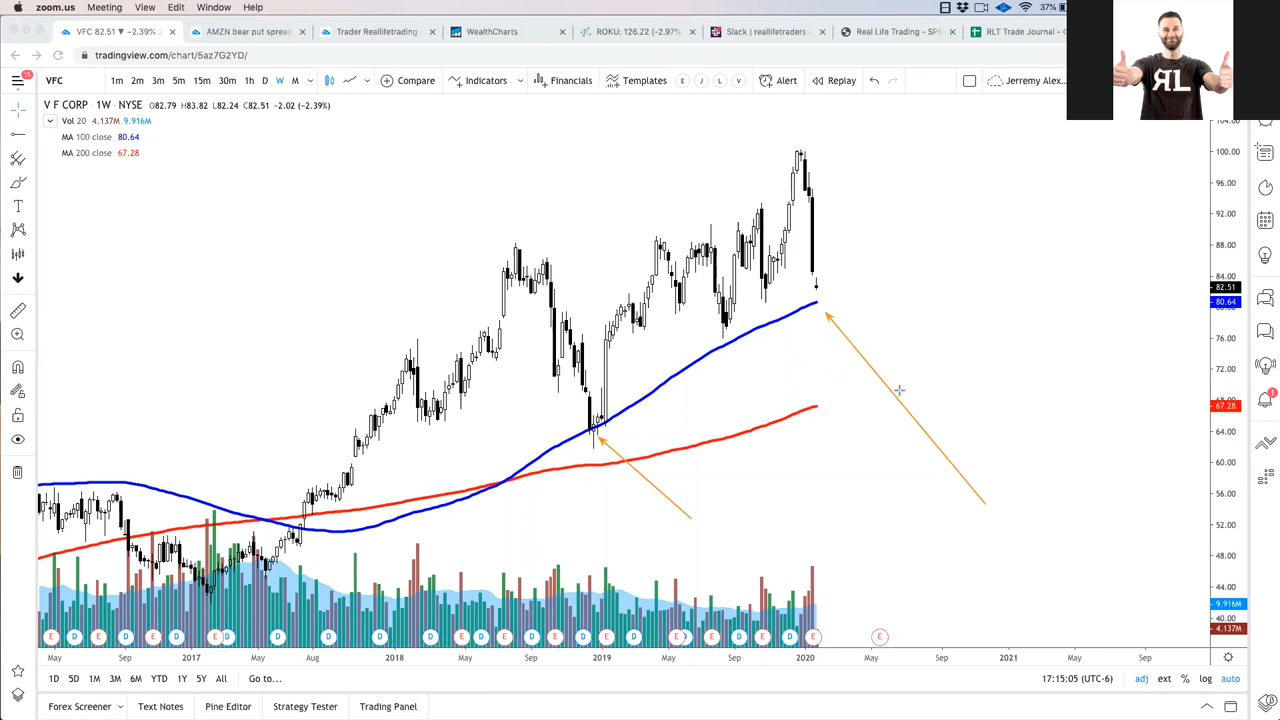 zoom.us Meeting View Edit Window Help 37%
VFC 82.51 ▼ −2.39% AMZN bear put spread Trader Reallifetrading WealthCharts ROKU: 126.22 (−2.97% Slack | reallifetraders Real Life Trading - SPE RLT Trade Journal - G
tradingview.com/chart/5az7G2YD/
15 VFC 1m 2m 3m 5m 15m 30m 1h D W M Compare Indicators Financials Templates E J L V Alert Replay Jeremy Alex...
RL
V F CORP · 1W · NYSE O82.79 H83.82 L82.24 C82.51 −2.02 (−2.39%)
Vol 20 4.137M 9.916M
MA 100 close 80.64
MA 200 close 67.28
104.00
100.00
96.00
92.00
88.00
84.00
82.51
80.64
76.00
72.00
67.28
64.00
60.00
56.00
52.00
48.00
44.00
9.916M
40.00
4.137M
1
E D E D E D E D D D D D E D E D E D E D E D E D E D E E
May Sep 2017 May Aug 2018 May Sep 2019 May Sep 2020 May Sep 2021 May Sep
1D 5D 1M 3M 6M YTD 1Y 5Y All Go to... 17:15:05 (UTC-6) adj ext % log auto
Forex Screener Text Notes Pine Editor Strategy Tester Trading Panel